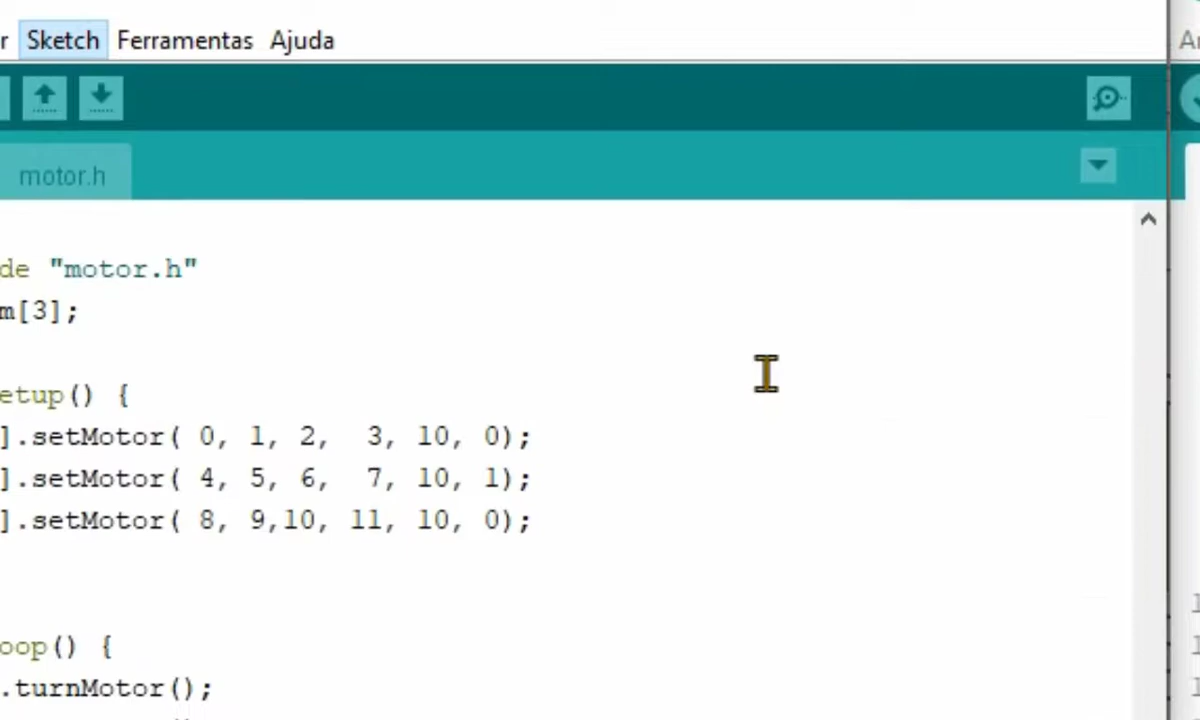 r Sketch Ferramentas Ajuda
motor.h
de "motor.h"
m[3];
etup() {
].setMotor( 0, 1, 2,  3, 10, 0);
].setMotor( 4, 5, 6,  7, 10, 1);
].setMotor( 8, 9,10, 11, 10, 0);
oop() {
.turnMotor();